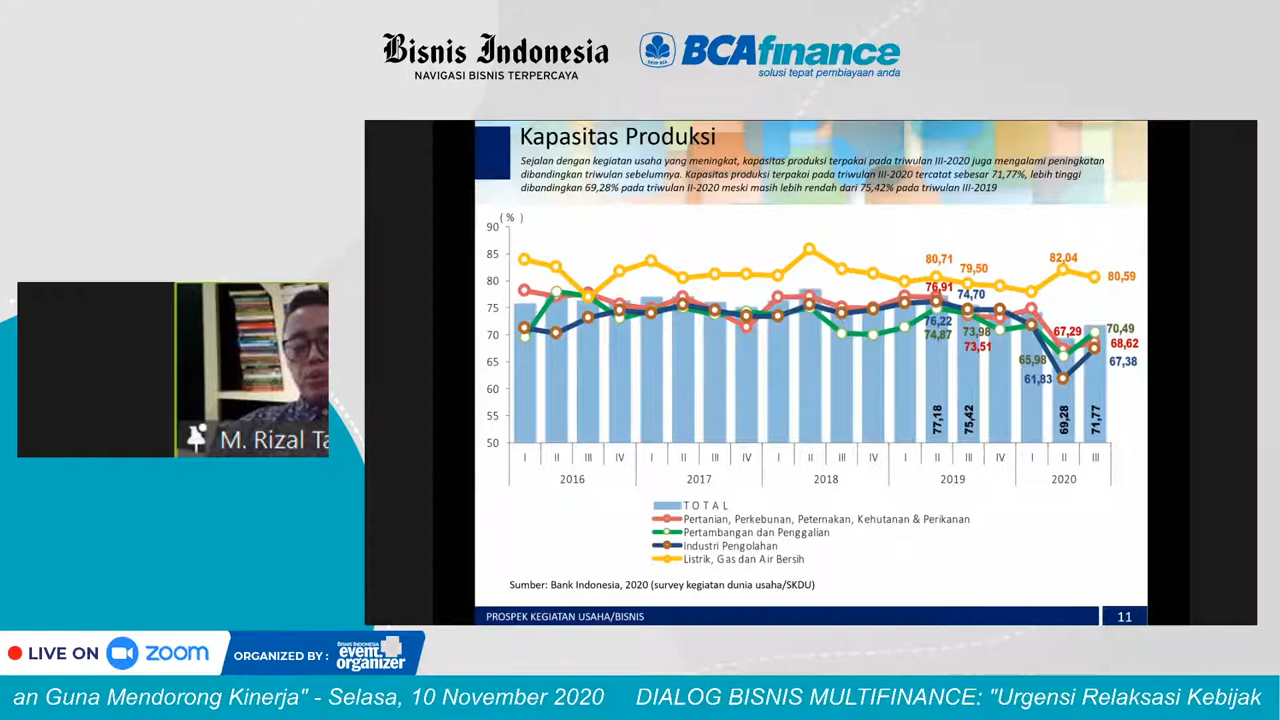 Bisnis Indonesia
NAVIGASI BISNIS TERPERCAYA
BCA finance
solusi tepat pembiayaan anda
Kapasitas Produksi
Sejalan dengan kegiatan usaha yang meningkat, kapasitas produksi terpakai pada triwulan III-2020 juga mengalami peningkatan
dibandingkan triwulan sebelumnya. Kapasitas produksi terpakai pada triwulan III-2020 tercatat sebesar 71,77%, lebih tinggi
dibandingkan 69,28% pada triwulan II-2020 meski masih lebih rendah dari 75,42% pada triwulan III-2019
( % )
90
85
80
75
70
65
60
55
50
80,71
79,50
82,04
80,59
76,91
74,70
76,22
74,87
73,98
73,51
67,29
70,49
68,62
67,38
65,98
61,83
77,18
75,42
69,28
71,77
I II III IV I II III IV I II III IV I II III IV I II III
2016 2017 2018 2019 2020
T O T A L
Pertanian, Perkebunan, Peternakan, Kehutanan & Perikanan
Pertambangan dan Penggalian
Industri Pengolahan
Listrik, Gas dan Air Bersih
Sumber: Bank Indonesia, 2020 (survey kegiatan dunia usaha/SKDU)
PROSPEK KEGIATAN USAHA/BISNIS 11
M. Rizal Ta
LIVE ON zoom
ORGANIZED BY :
BISNIS INDONESIA
event
organizer
an Guna Mendorong Kinerja" - Selasa, 10 November 2020 DIALOG BISNIS MULTIFINANCE: "Urgensi Relaksasi Kebijak